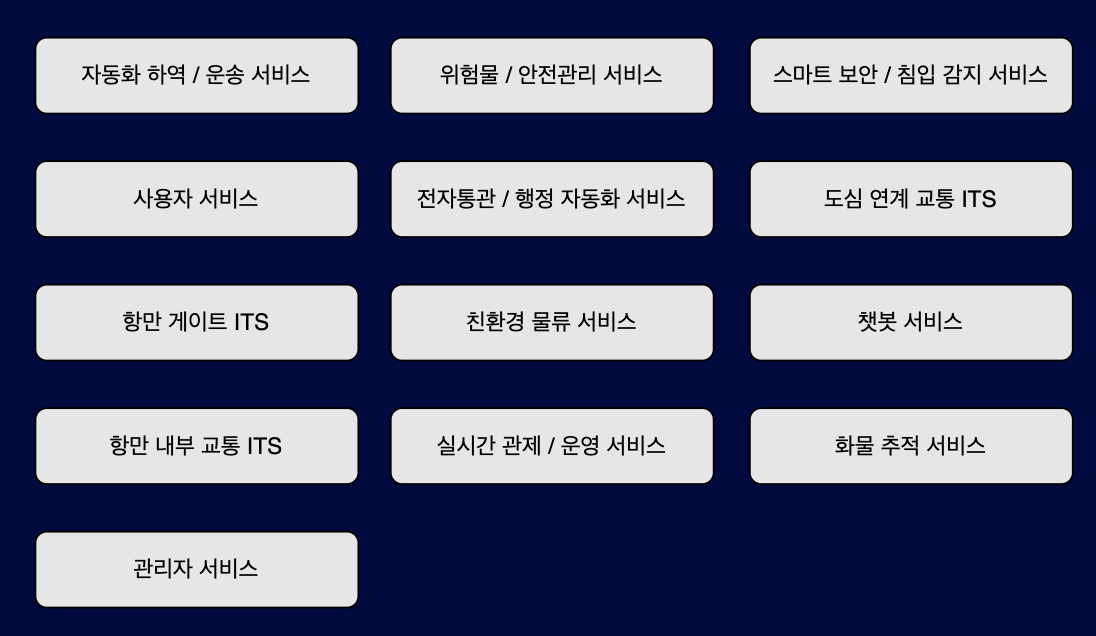 자동화 하역 / 운송 서비스
위험물 / 안전관리 서비스
스마트 보안 / 침입 감지 서비스
사용자 서비스
전자통관 / 행정 자동화 서비스
도심 연계 교통 ITS
항만 게이트 ITS
친환경 물류 서비스
챗봇 서비스
항만 내부 교통 ITS
실시간 관제 / 운영 서비스
화물 추적 서비스
관리자 서비스